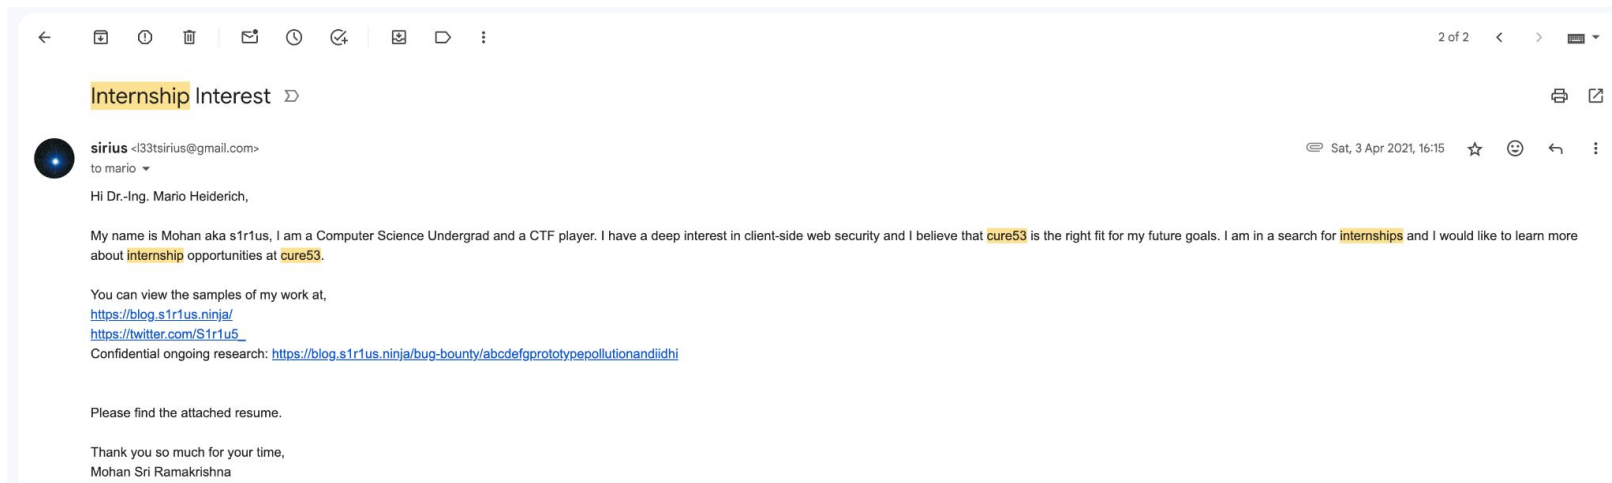 2 of 2
Internship Interest
sirius <l33tsirius@gmail.com>
Sat, 3 Apr 2021, 16:15
to mario
Hi Dr.-Ing. Mario Heiderich,
My name is Mohan aka s1r1us, I am a Computer Science Undergrad and a CTF player. I have a deep interest in client-side web security and I believe that cure53 is the right fit for my future goals. I am in a search for internships and I would like to learn more
about internship opportunities at cure53.
You can view the samples of my work at,
https://blog.s1r1us.ninja/
https://twitter.com/S1r1u5_
Confidential ongoing research: https://blog.s1r1us.ninja/bug-bounty/abcdefgprototypepollutionandiidhi
Please find the attached resume.
Thank you so much for your time,
Mohan Sri Ramakrishna